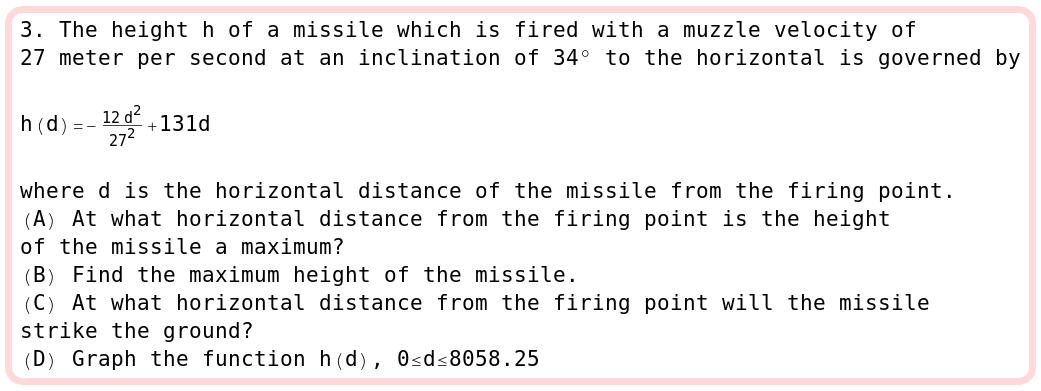 3. The height h of a missile which is fired with a muzzle velocity of
27 meter per second at an inclination of 34° to the horizontal is governed by
h(d)=-\frac{12 d^2}{27^2}+131d
where d is the horizontal distance of the missile from the firing point.
(A) At what horizontal distance from the firing point is the height
of the missile a maximum?
(B) Find the maximum height of the missile.
(C) At what horizontal distance from the firing point will the missile
strike the ground?
(D) Graph the function h(d), 0≤d≤8058.25